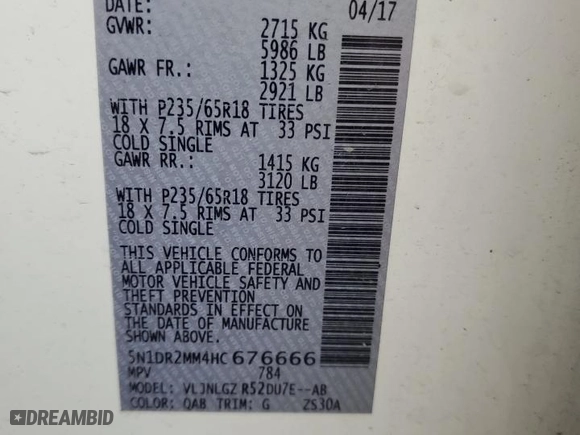 DATE: 04/17
GVWR: 2715 KG
5986 LB
GAWR FR.: 1325 KG
2921 LB
WITH P235/65R18 TIRES
18 X 7.5 RIMS AT 33 PSI
COLD SINGLE
GAWR RR.: 1415 KG
3120 LB
WITH P235/65R18 TIRES
18 X 7.5 RIMS AT 33 PSI
COLD SINGLE
THIS VEHICLE CONFORMS TO
ALL APPLICABLE FEDERAL
MOTOR VEHICLE SAFETY AND
THEFT PREVENTION
STANDARDS IN EFFECT ON
THE DATE OF MANUFACTURE
SHOWN ABOVE.
5N1DR2MM4HC676666
MPV 784
MODEL: VLJNLGZ R52DU7E--AB
COLOR: QAB TRIM: G ZS30A
DREAMBID